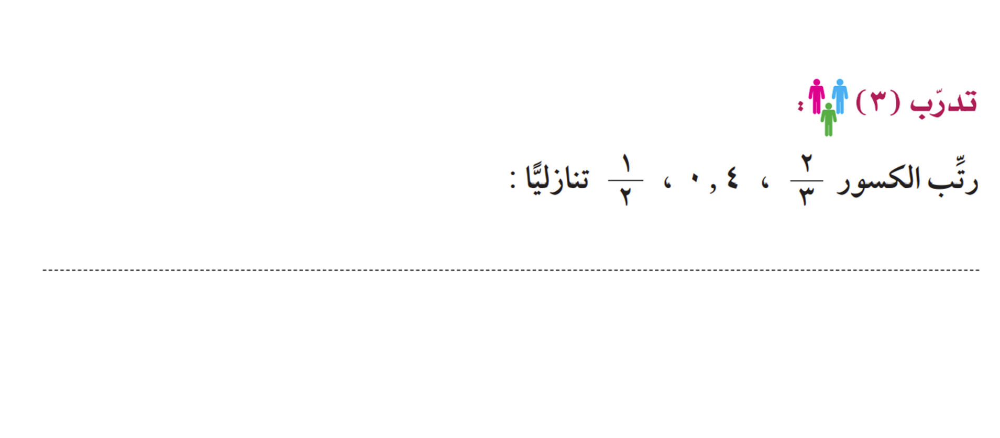 تدرّب (٣) :
رتِّب الكسور ٢/٣ ، ٠,٤ ، ١/٢ تنازليًّا :